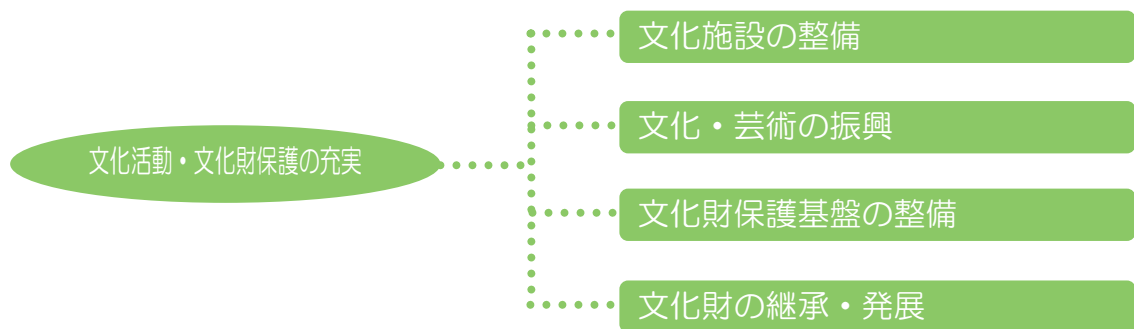 文化活動・文化財保護の充実
文化施設の整備
文化・芸術の振興
文化財保護基盤の整備
文化財の継承・発展